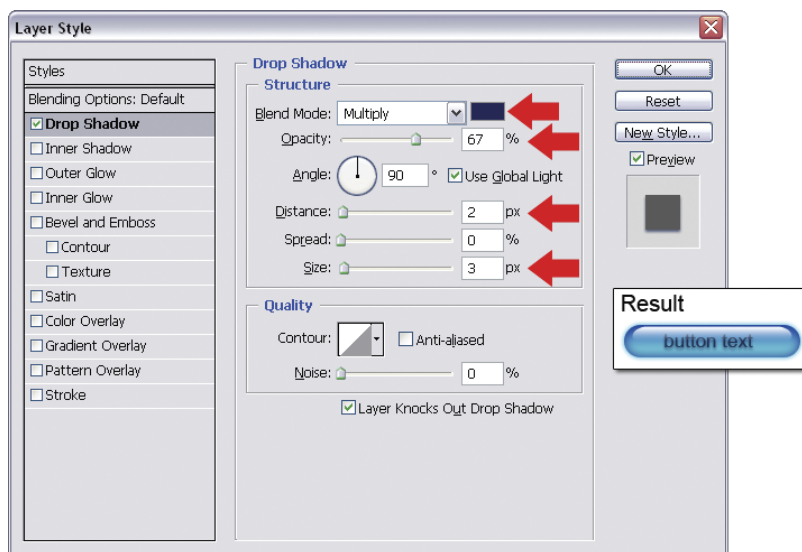 Layer Style
Styles
Blending Options: Default
Drop Shadow
Inner Shadow
Outer Glow
Inner Glow
Bevel and Emboss
Contour
Texture
Satin
Color Overlay
Gradient Overlay
Pattern Overlay
Stroke
Drop Shadow
Structure
Blend Mode: Multiply
Opacity: 67 %
Angle: 90 ° Use Global Light
Distance: 2 px
Spread: 0 %
Size: 3 px
Quality
Contour: Anti-aliased
Noise: 0 %
Layer Knocks Out Drop Shadow
OK
Reset
New Style...
Preview
Result
button text